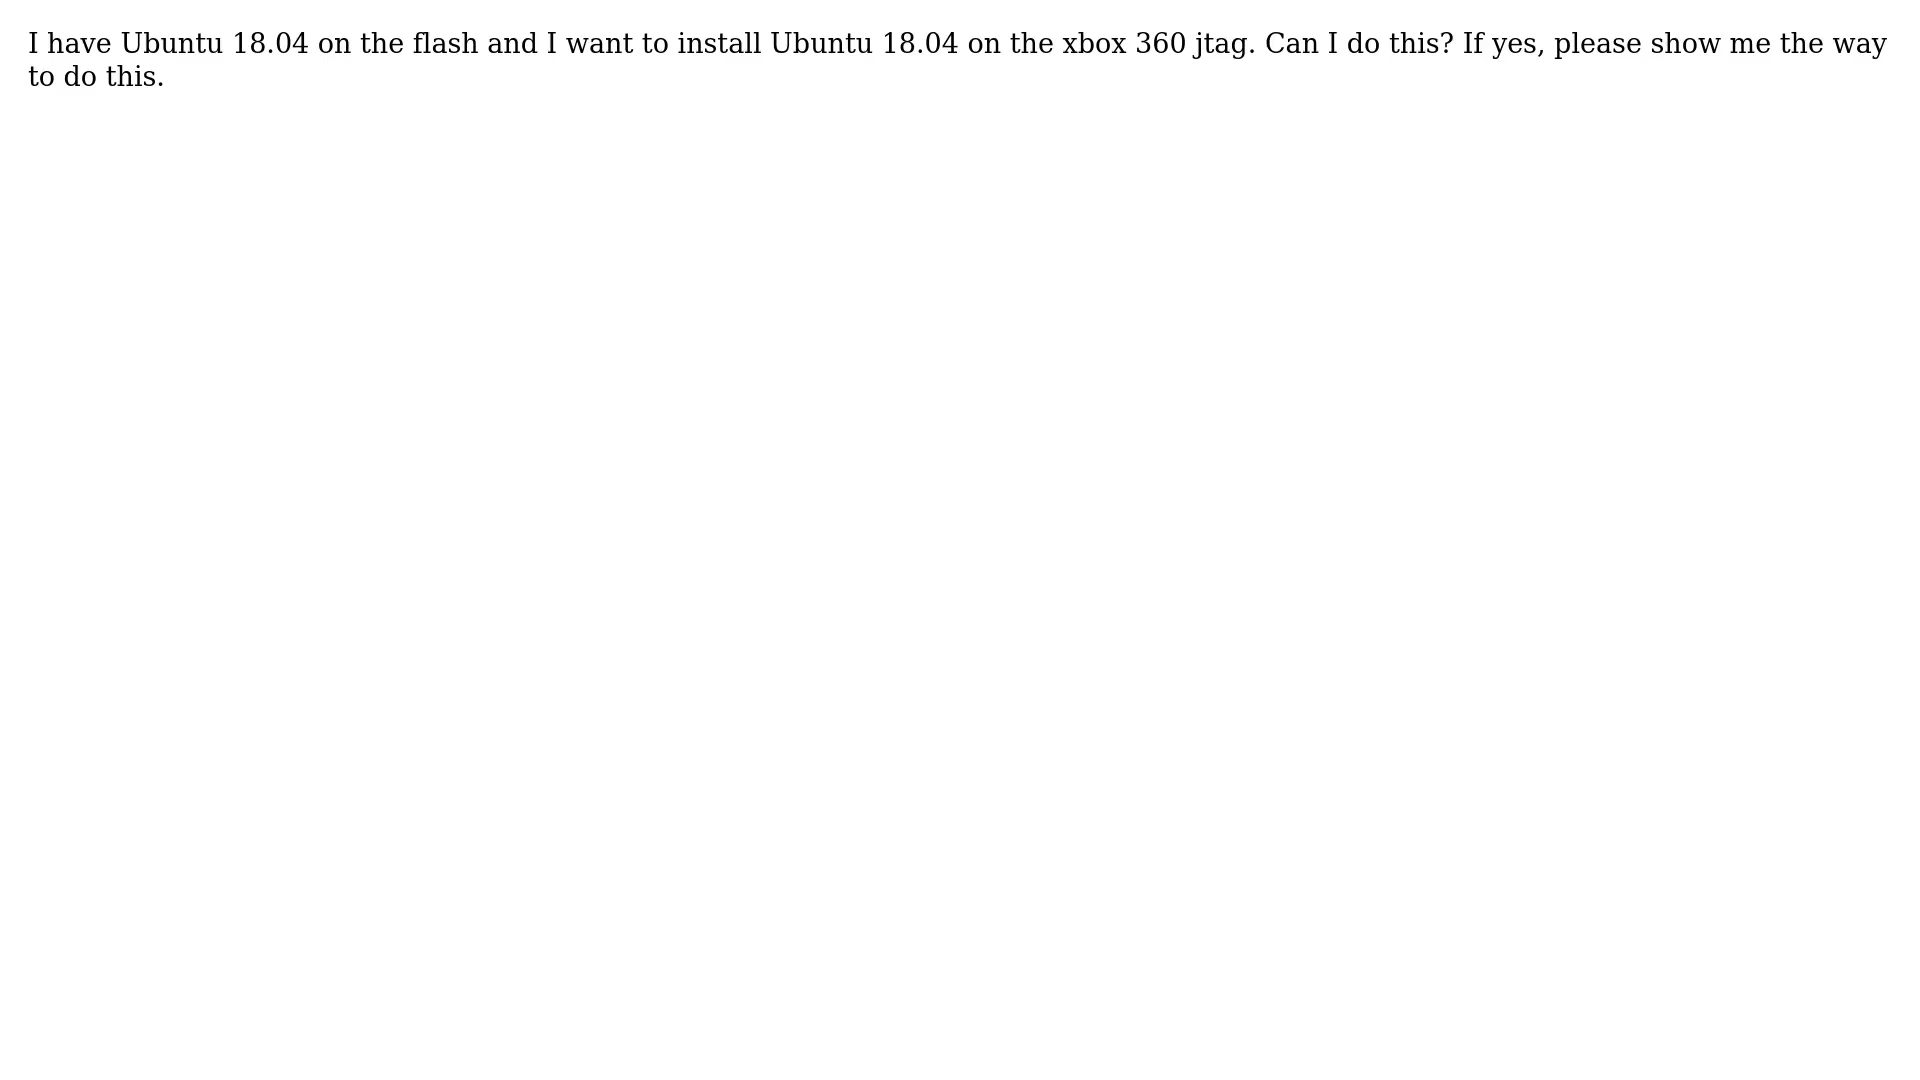 I have Ubuntu 18.04 on the flash and I want to install Ubuntu 18.04 on the xbox 360 jtag. Can I do this? If yes, please show me the way
to do this.